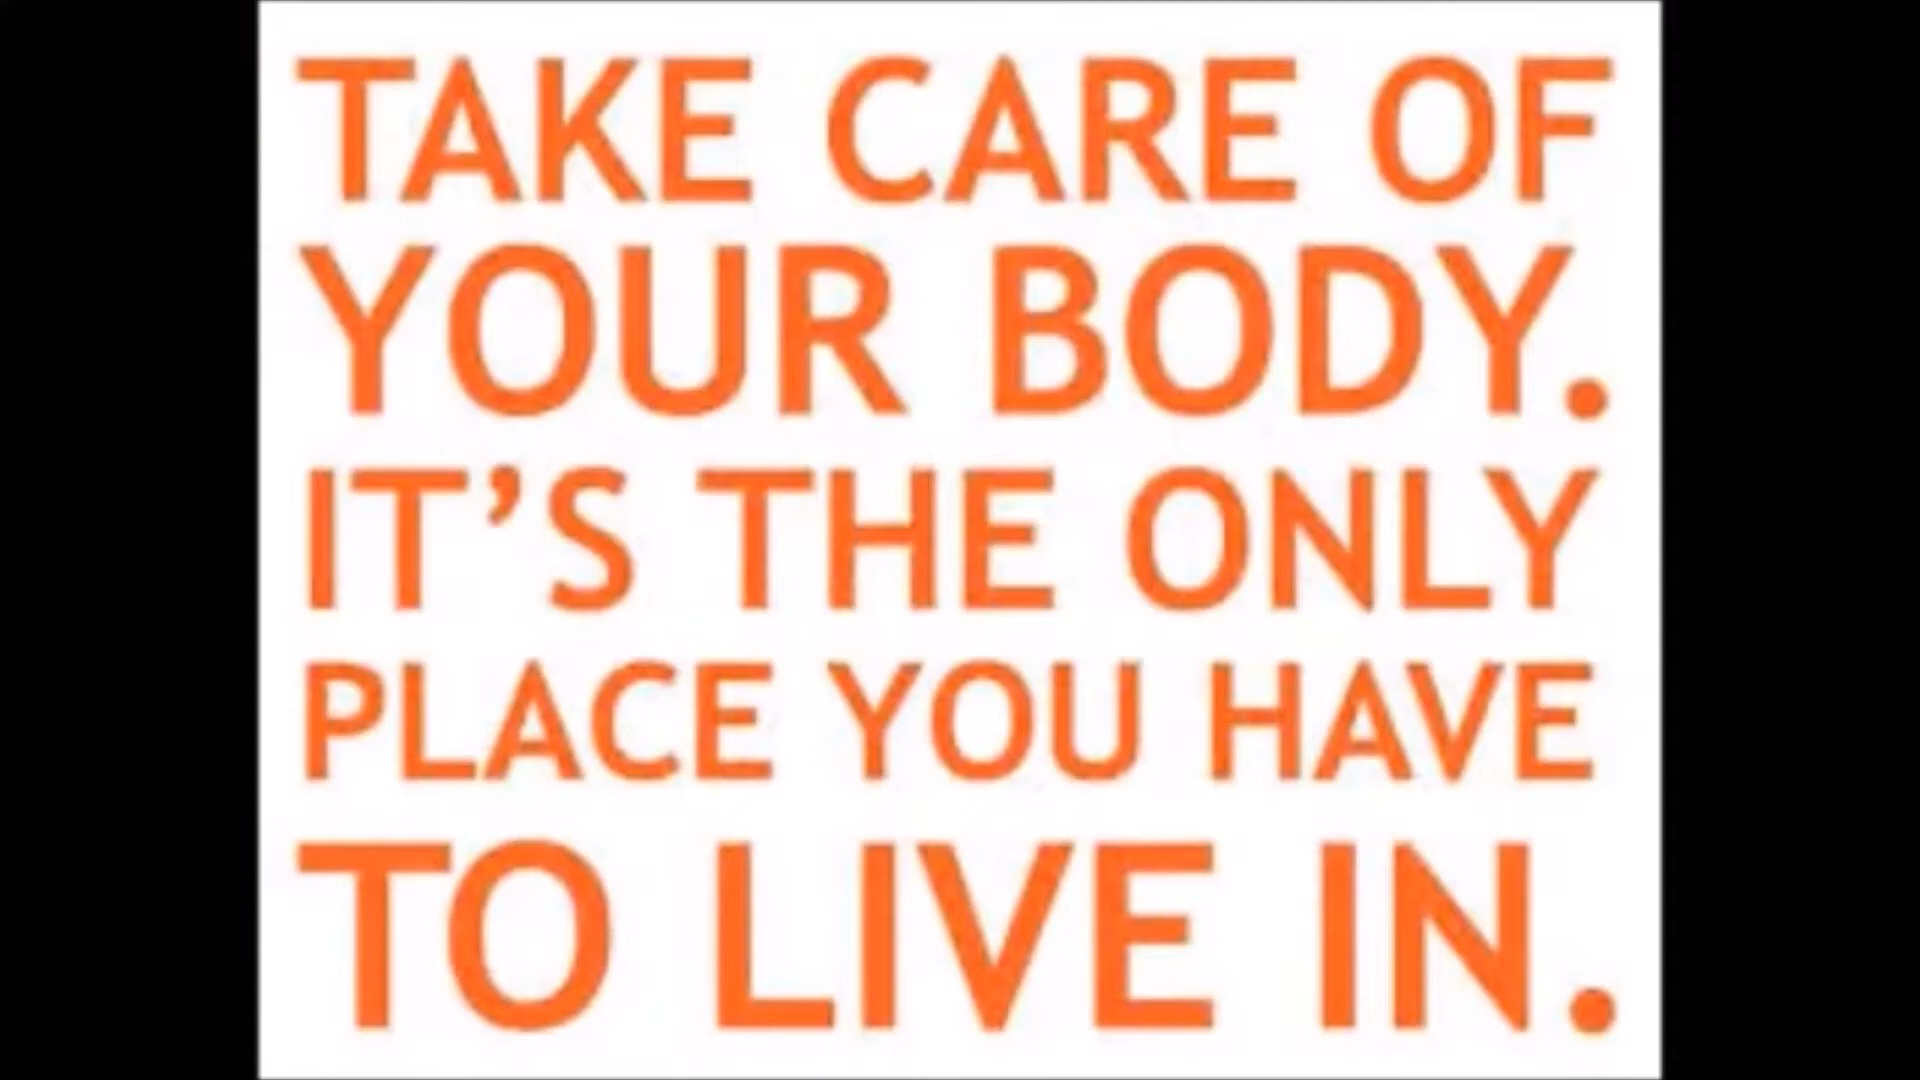 TAKE CARE OF
YOUR BODY.
IT’S THE ONLY
PLACE YOU HAVE
TO LIVE IN.